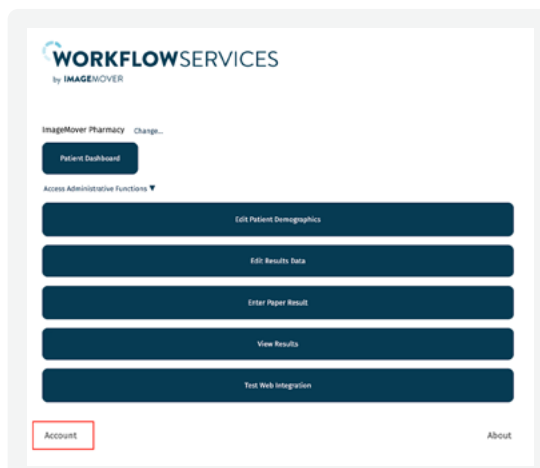 WORKFLOWSERVICES
by IMAGEMOVER
ImageMover Pharmacy Change...
Patient Dashboard
Access Administrative Functions ▼
Edit Patient Demographics
Edit Results Data
Enter Paper Result
View Results
Test Web Integration
Account About